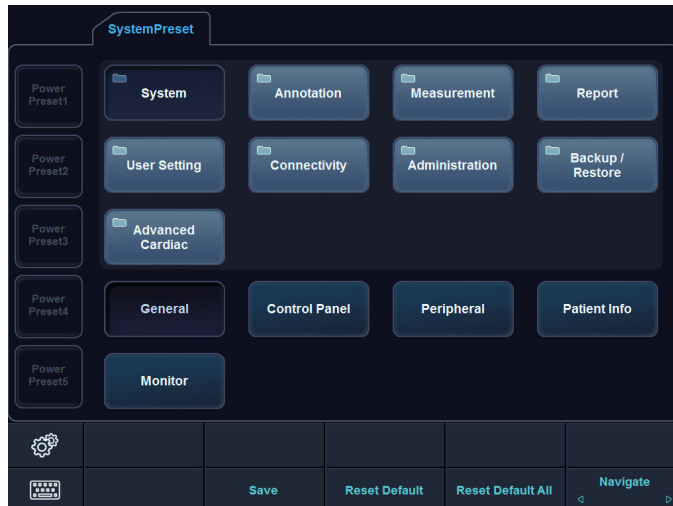 SystemPreset
Power
Preset1
System
Annotation
Measurement
Report
Power
Preset2
User Setting
Connectivity
Administration
Backup /
Restore
Power
Preset3
Advanced
Cardiac
Power
Preset4
General
Control Panel
Peripheral
Patient Info
Power
Preset5
Monitor
Save
Reset Default
Reset Default All
Navigate